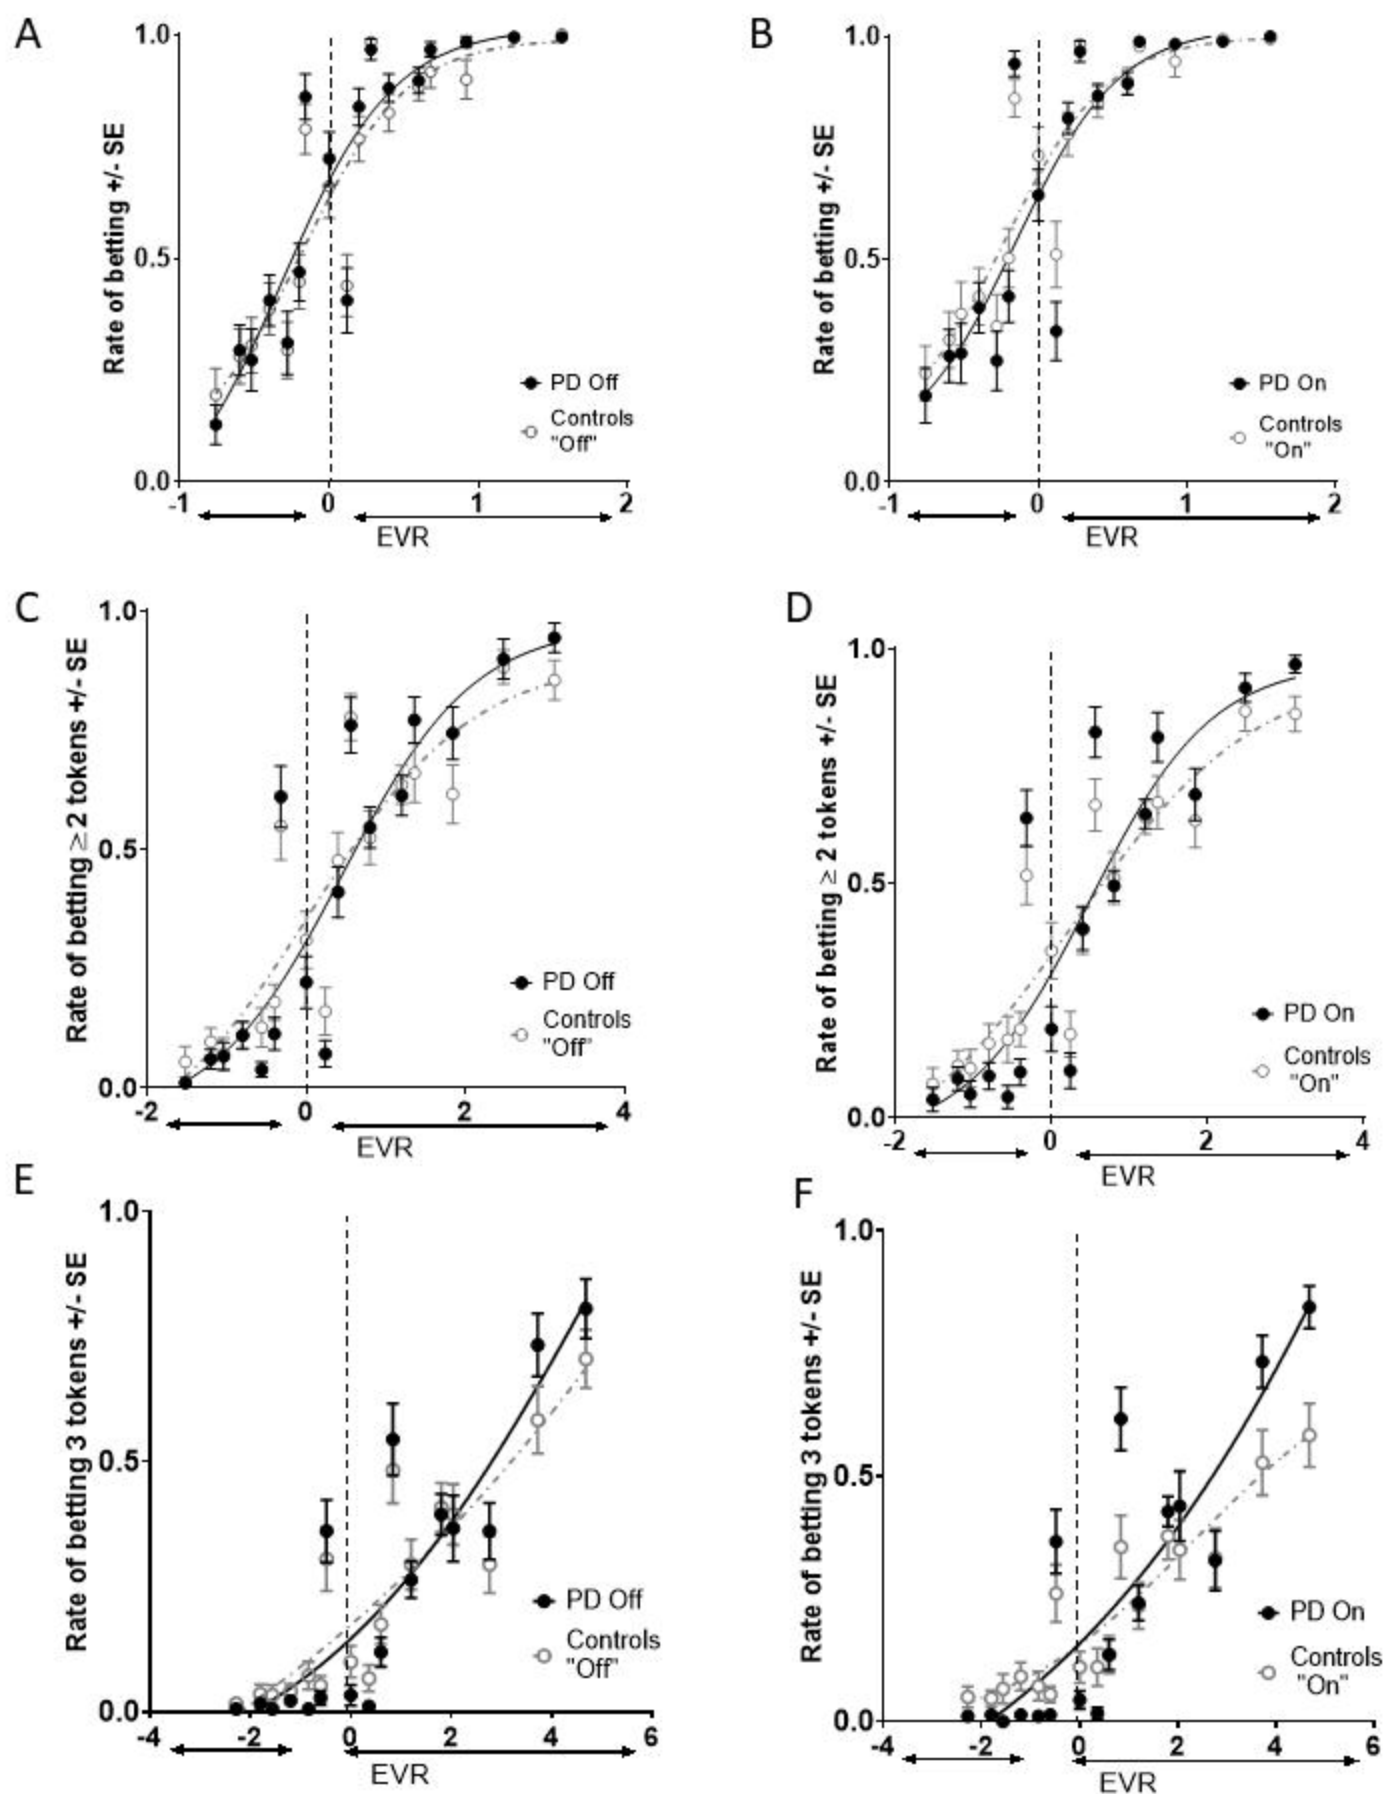 A
Rate of betting +/- SE
1.0
0.5
0.0
-1
0
1
2
EVR
PD Off
Controls
"Off"
B
Rate of betting +/- SE
1.0
0.5
0.0
-1
0
1
2
EVR
PD On
Controls
"On"
C
Rate of betting ≥ 2 tokens +/- SE
1.0
0.5
0.0
-2
0
2
4
EVR
PD Off
Controls
"Off"
D
Rate of betting ≥ 2 tokens +/- SE
1.0
0.5
0.0
-2
0
2
4
EVR
PD On
Controls
"On"
E
Rate of betting 3 tokens +/- SE
1.0
0.5
0.0
-4
-2
0
2
4
6
EVR
PD Off
Controls
"Off"
F
Rate of betting 3 tokens +/- SE
1.0
0.5
0.0
-4
-2
0
2
4
6
EVR
PD On
Controls
"On"